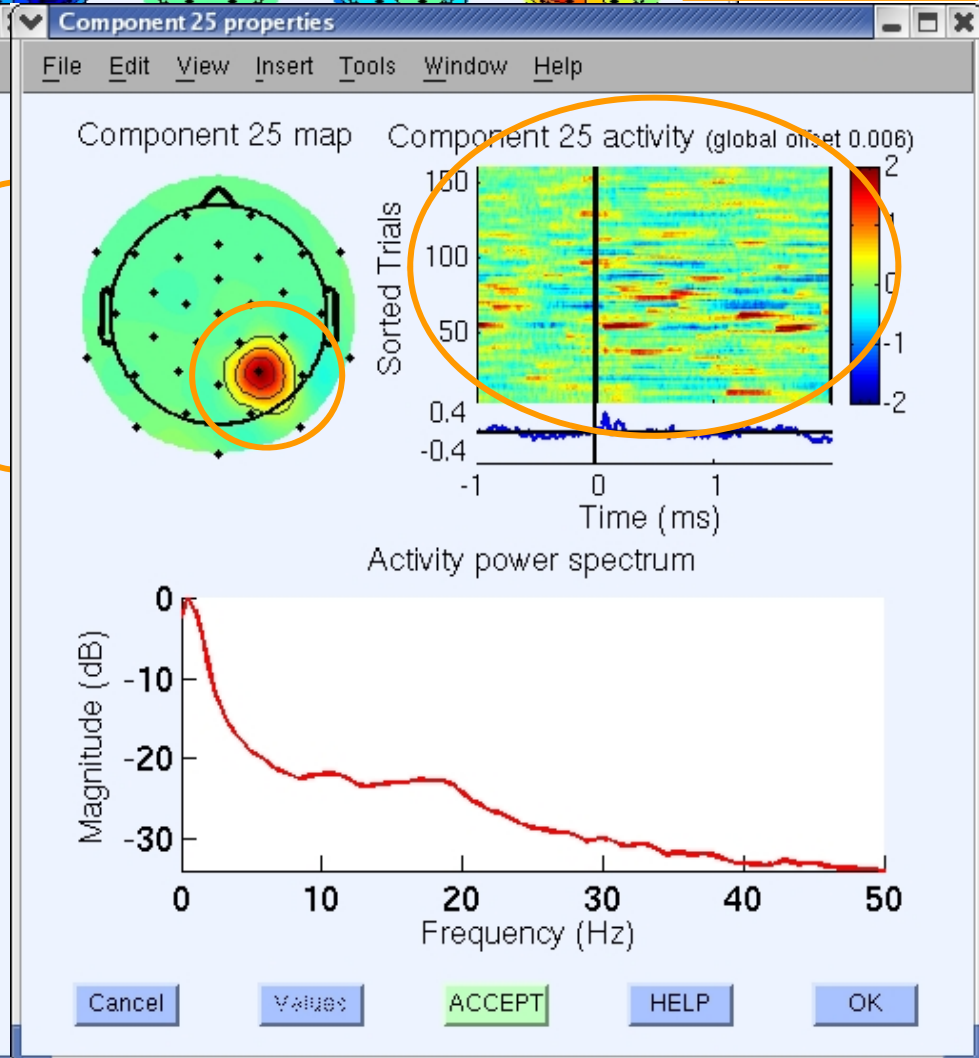 Component 25 properties
File Edit View Insert Tools Window Help
Component 25 map
Component 25 activity (global offset 0.006)
Sorted Trials
150
100
50
2
1
0
-1
-2
0.4
-0.4
-1 0 1
Time (ms)
Activity power spectrum
Magnitude (dB)
0
-10
-20
-30
0 10 20 30 40 50
Frequency (Hz)
Cancel Values ACCEPT HELP OK